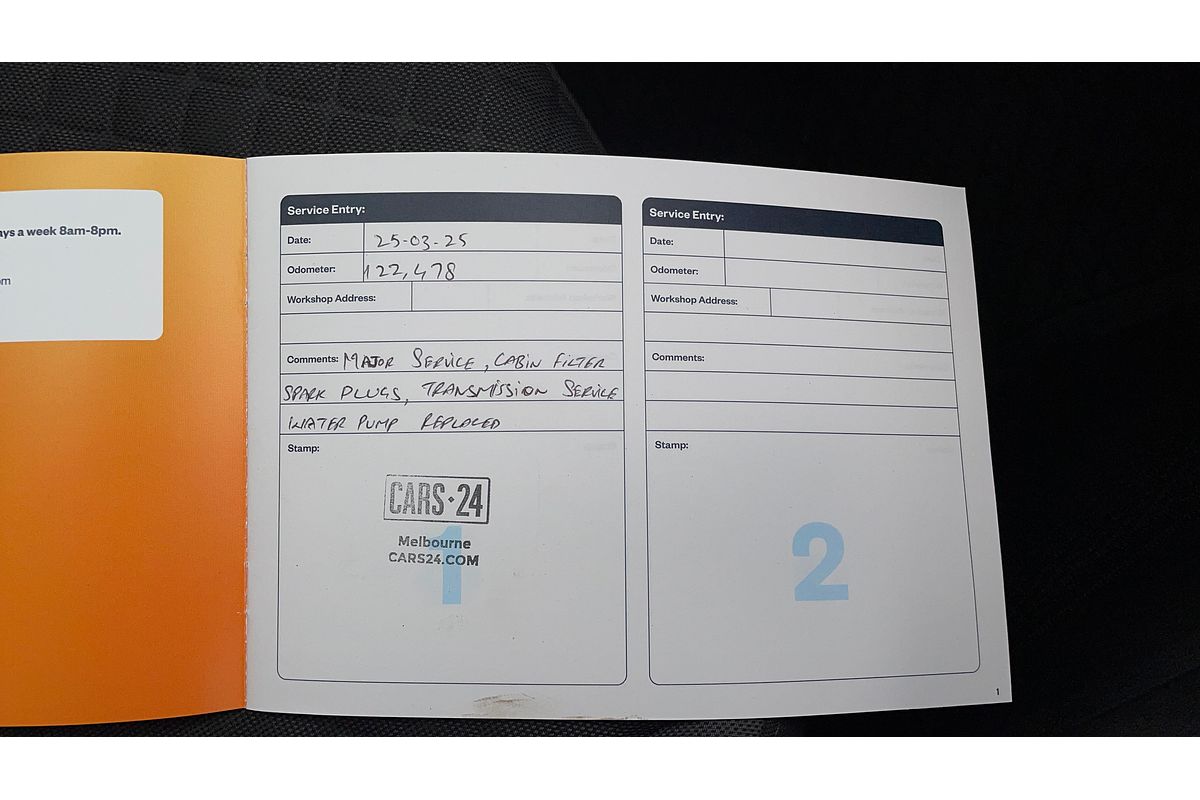 ays a week 8am-8pm.
om
Service Entry:
Date: 25-03-25
Odometer: 122,478
Workshop Address:
Comments: MAJOR SERVICE, CABIN FILTER
SPARK PLUGS, TRANSMISSION SERVICE
WATER PUMP REPLACED
Stamp:
CARS·24
Melbourne
CARS24.COM
1
Service Entry:
Date:
Odometer:
Workshop Address:
Comments:
Stamp:
2
1